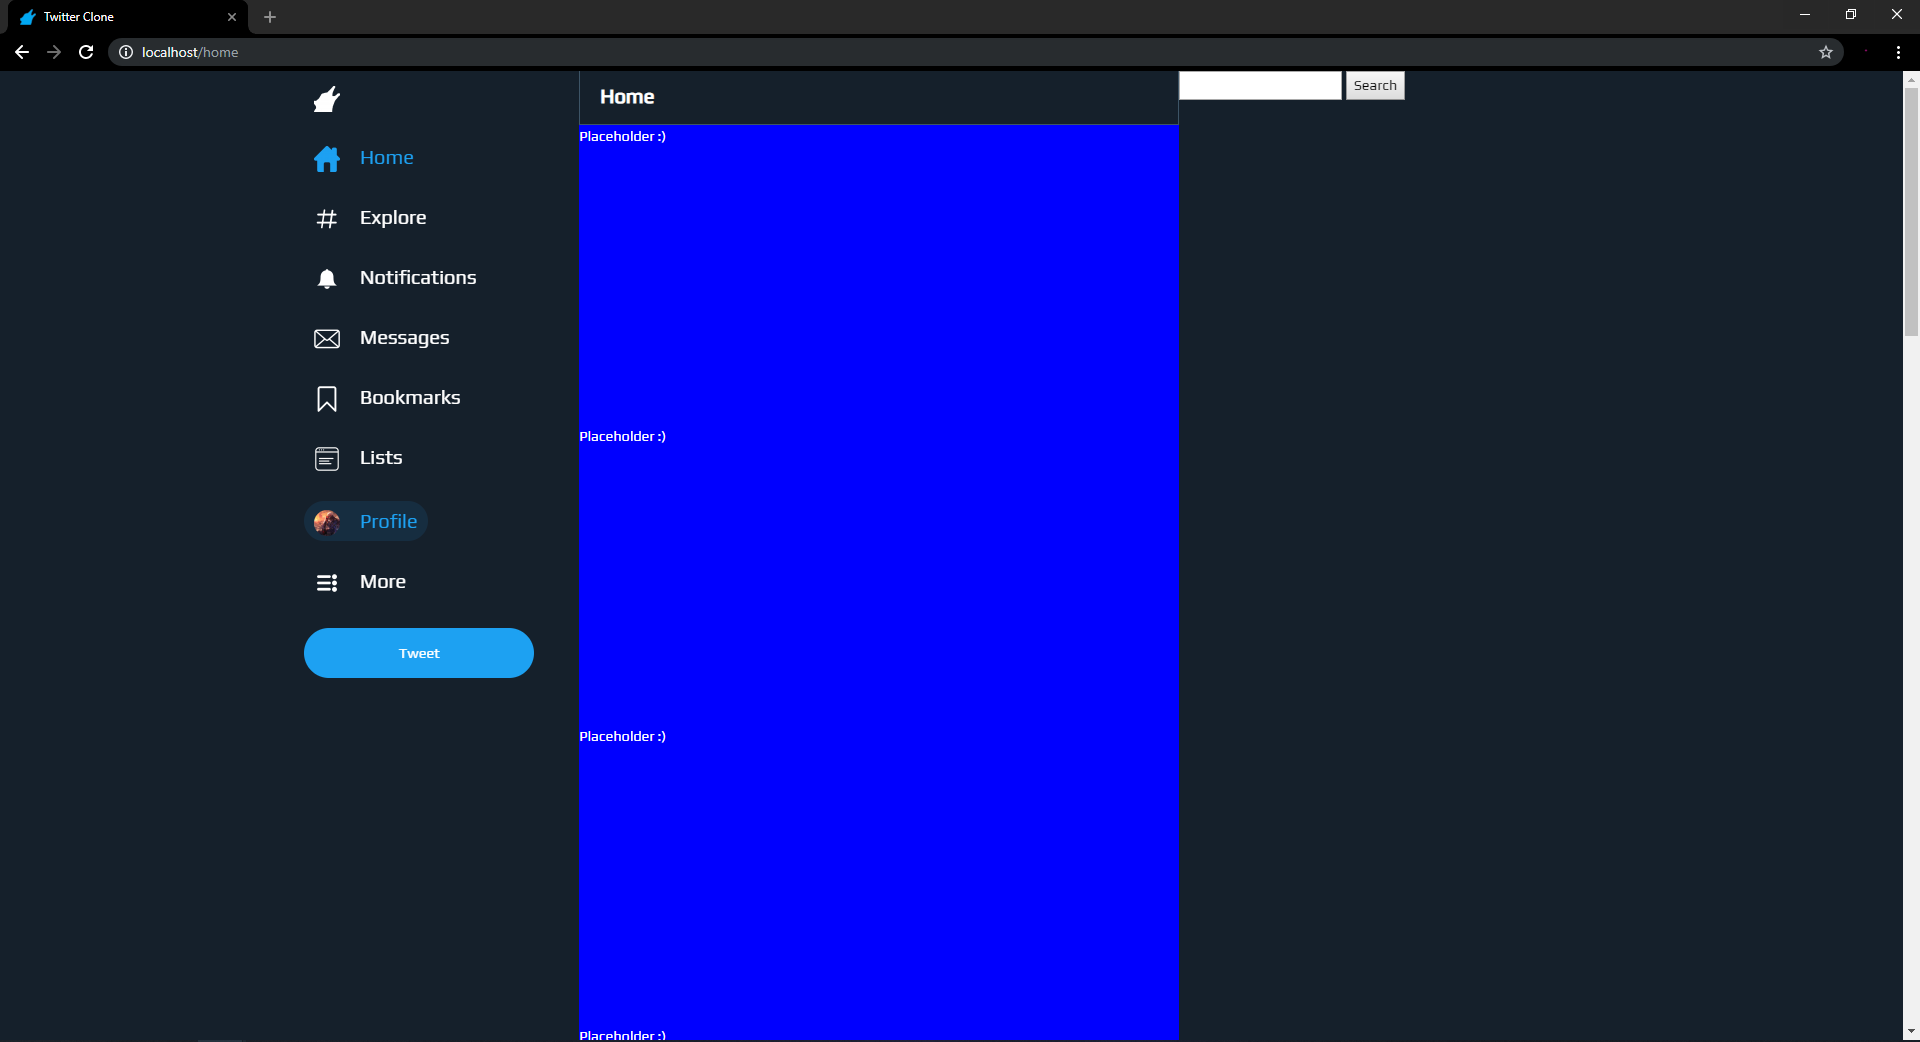 Twitter Clone
localhost/home
Home
Explore
Notifications
Messages
Bookmarks
Lists
Profile
More
Tweet
Home
Placeholder :)
Placeholder :)
Placeholder :)
Placeholder :)
Search